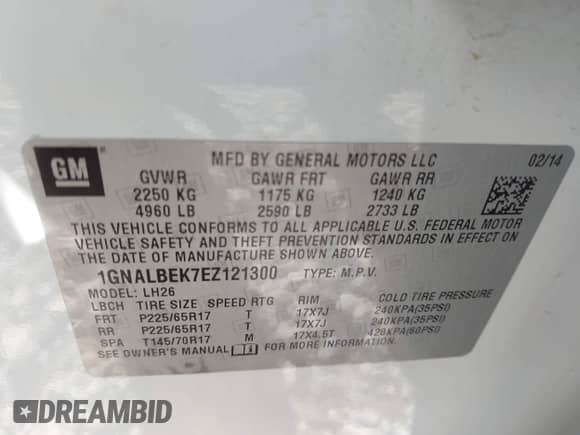 GM
MFD BY GENERAL MOTORS LLC 02/14
GVWR GAWR FRT GAWR RR
2250 KG 1175 KG 1240 KG
4960 LB 2590 LB 2733 LB
THIS VEHICLE CONFORMS TO ALL APPLICABLE U.S. FEDERAL MOTOR
VEHICLE SAFETY AND THEFT PREVENTION STANDARDS IN EFFECT ON
THE DATE OF MANUFACTURE SHOWN ABOVE.
1GNALBEK7EZ121300 TYPE: M.P.V.
MODEL: LH26
LBCH TIRE SIZE SPEED RTG RIM COLD TIRE PRESSURE
FRT P225/65R17 T 17X7J 240KPA(35PSI)
RR P225/65R17 T 17X7J 240KPA(35PSI)
SPA T145/70R17 M 17X4.5T 420KPA(60PSI)
SEE OWNER'S MANUAL FOR MORE INFORMATION.
DREAMBID